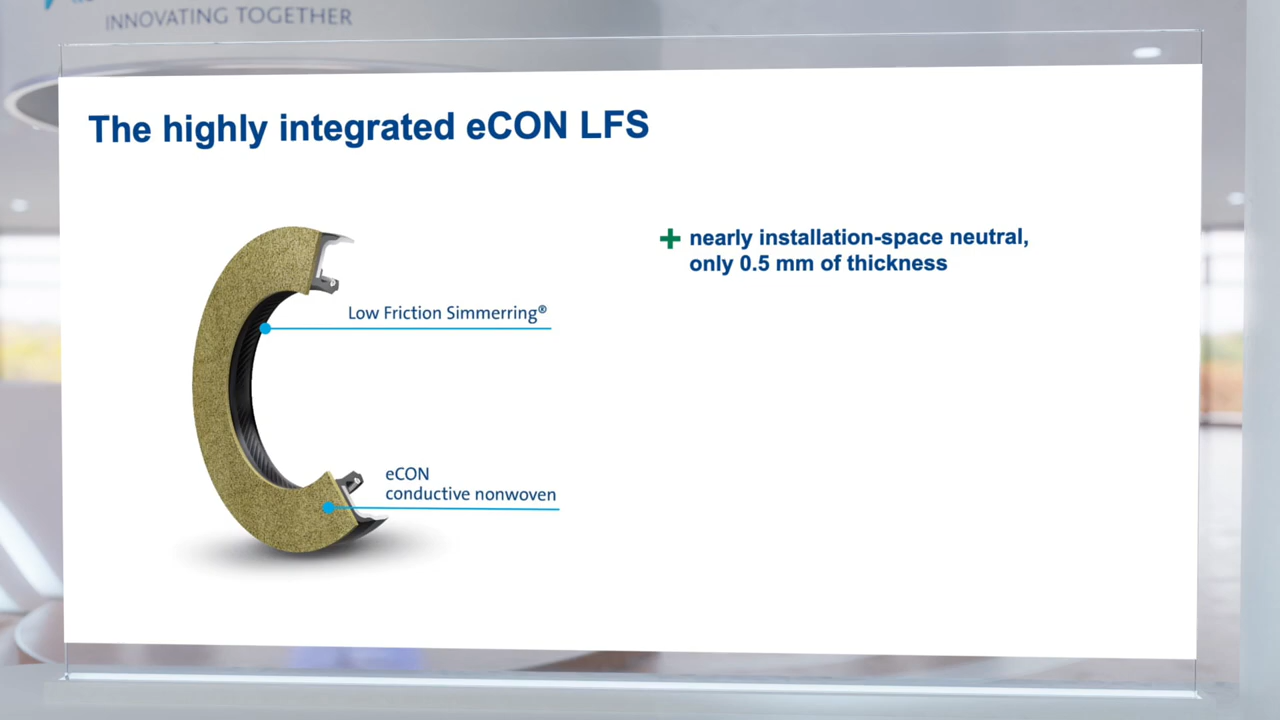 INNOVATING TOGETHER
The highly integrated eCON LFS
+ nearly installation-space neutral,
only 0.5 mm of thickness
Low Friction Simmerring®
eCON
conductive nonwoven